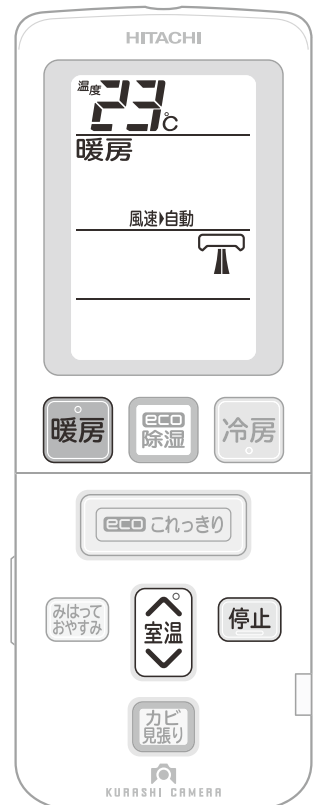 HITACHI
温度
23℃
暖房
風速▶自動
暖房
eco
除湿
冷房
eco これっきり
みはって
おやすみ
室温
停止
カビ
見張り
KURASHI CAMERA